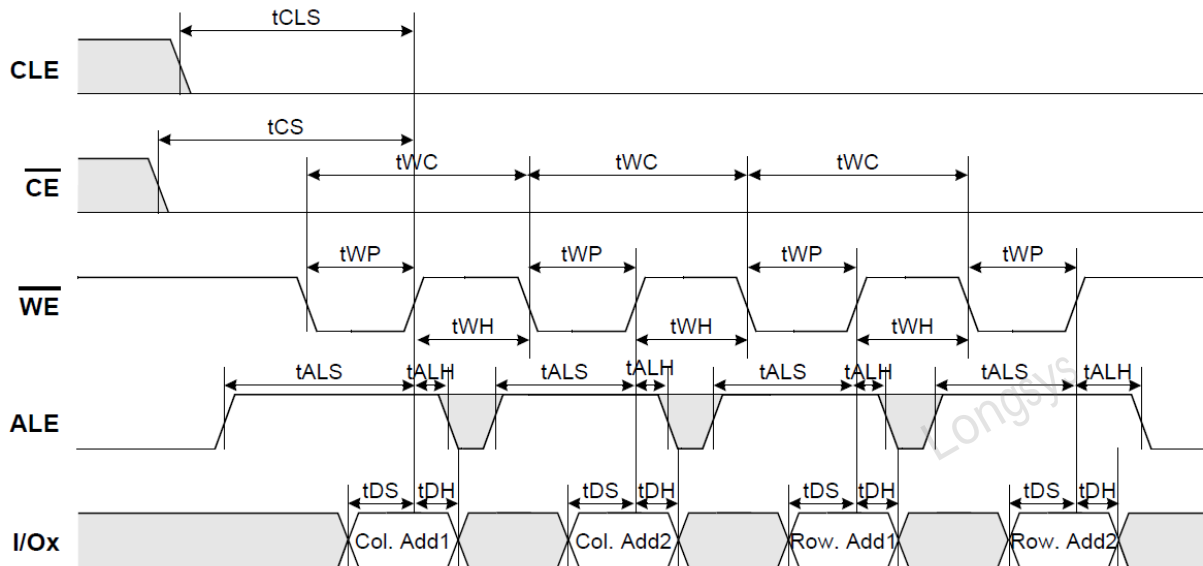 tCLS
CLE
tCS
CE
tWC tWC tWC
tWP tWP tWP tWP
WE
tWH tWH tWH
tALS tALH tALS tALH tALS tALH tALS tALH
ALE
Longsys
tDS tDH tDS tDH tDS tDH tDS tDH
I/Ox Col. Add1 Col. Add2 Row. Add1 Row. Add2